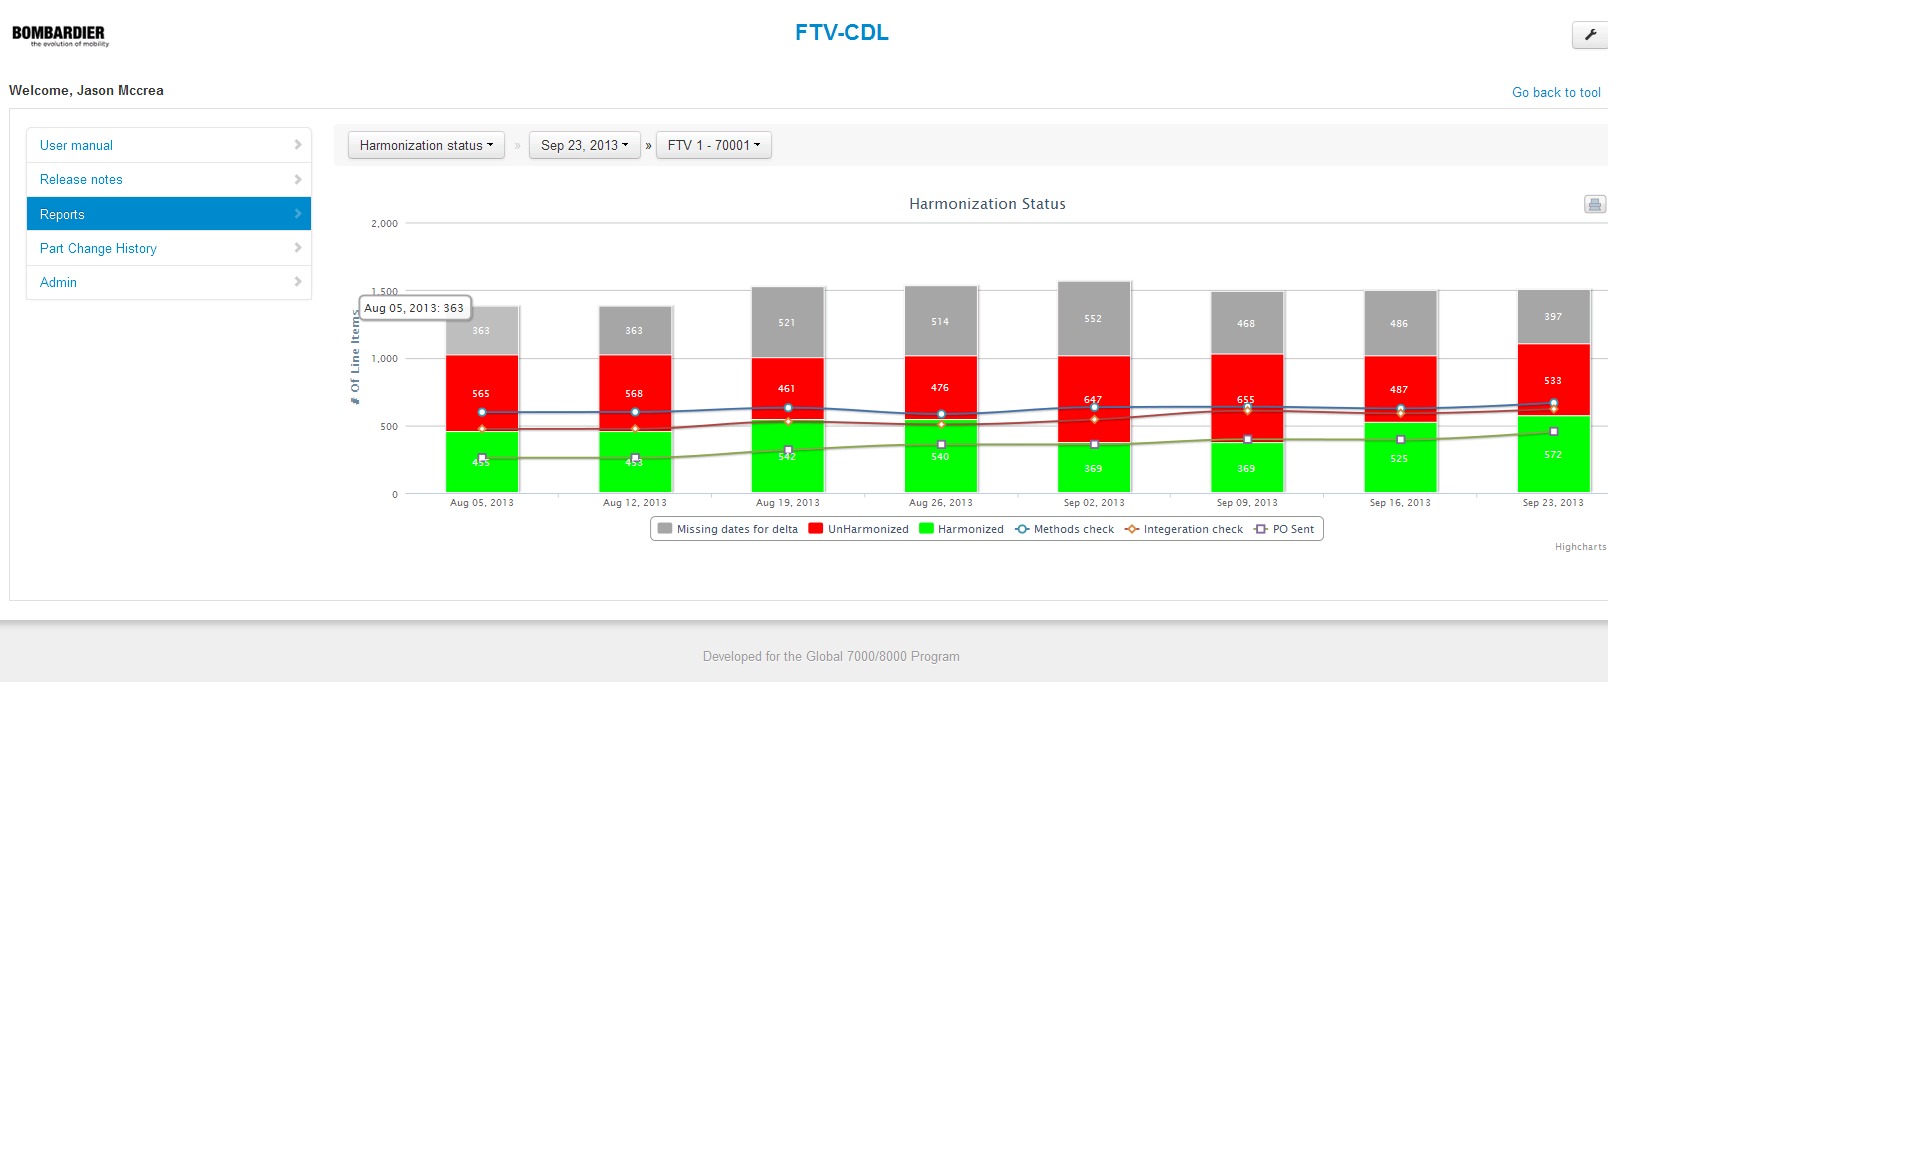 BOMBARDIER
the evolution of mobility
FTV-CDL
Welcome, Jason Mccrea
Go back to tool
User manual
Release notes
Reports
Part Change History
Admin
Harmonization status » Sep 23, 2013 » FTV 1 - 70001
Harmonization Status
# Of Line Items
2,000
1,500
1,000
500
0
Aug 05, 2013: 363
363 363 521 514 552 468 486 397
565 568 461 476 647 655 487 533
455 453 542 540 369 369 525 572
Aug 05, 2013 Aug 12, 2013 Aug 19, 2013 Aug 26, 2013 Sep 02, 2013 Sep 09, 2013 Sep 16, 2013 Sep 23, 2013
Missing dates for delta UnHarmonized Harmonized Methods check Integeration check PO Sent
Highcharts
Developed for the Global 7000/8000 Program